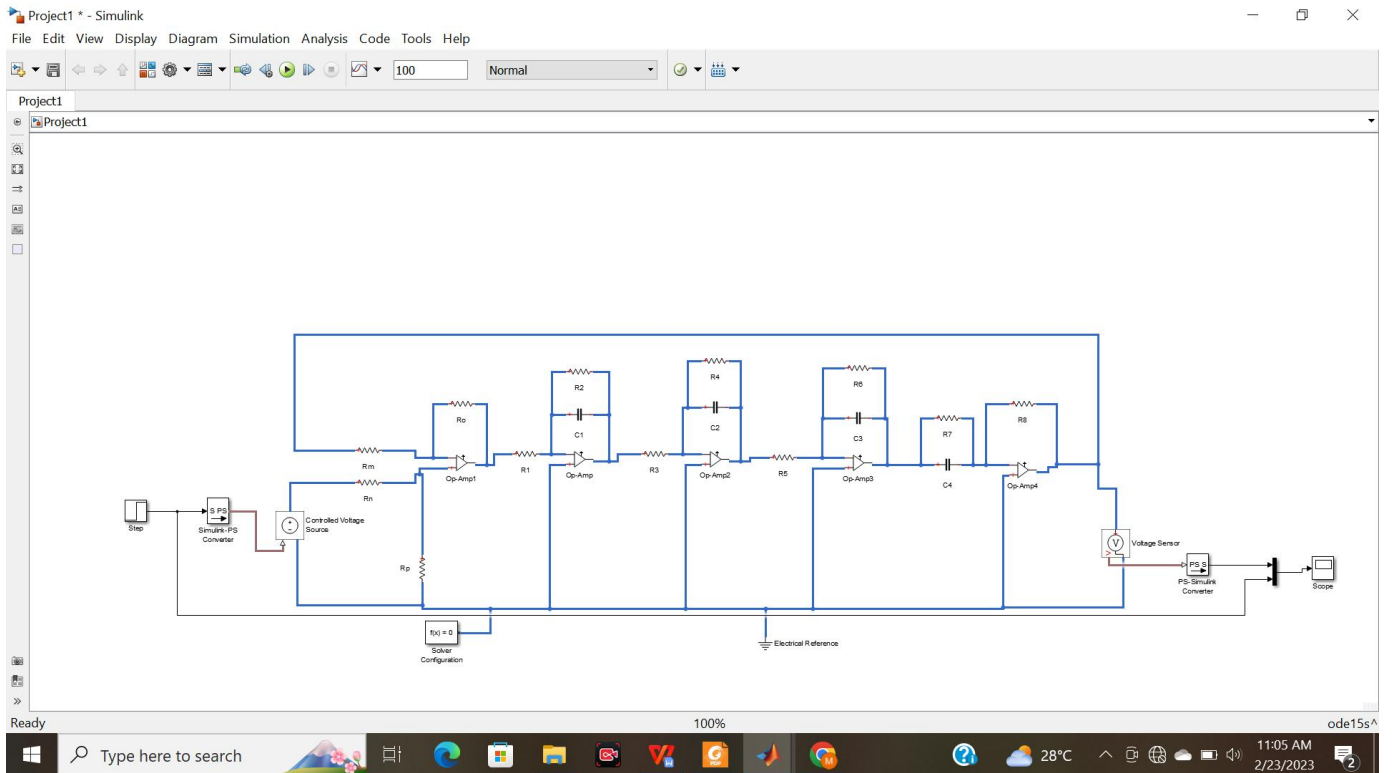 Project1 * - Simulink
File Edit View Display Diagram Simulation Analysis Code Tools Help
100
Normal
Project1
Project1
R2
C1
R4
C2
R6
C3
Ro
R7
C4
R8
Rm
Op-Amp1
R1
Op-Amp
R3
Op-Amp2
R5
Op-Amp3
Op-Amp4
Rn
Step
S PS
Simulink-PS
Converter
Controlled Voltage
Source
Rp
V
Voltage Sensor
PS S
PS-Simulink
Converter
Scope
f(x) = 0
Solver
Configuration
Electrical Reference
Ready
100%
ode15s^
Type here to search
28°C
11:05 AM
2/23/2023
2